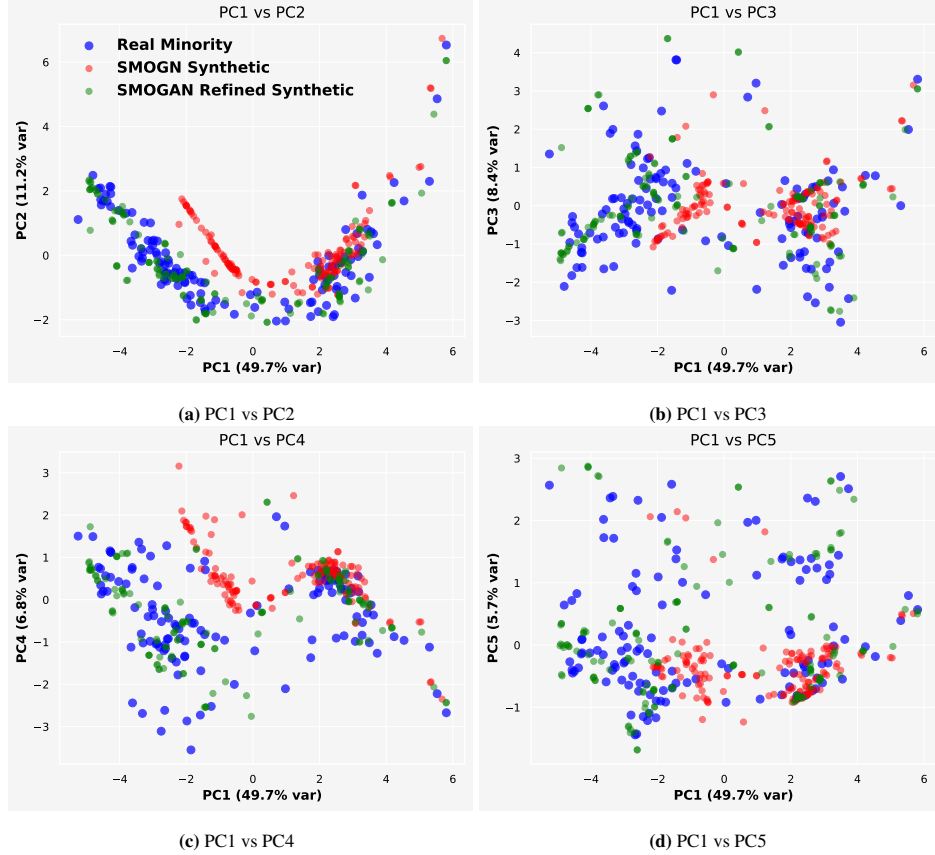 PC1 vs PC2
Real Minority
SMOGN Synthetic
SMOGAN Refined Synthetic
6
4
2
0
−2
PC2 (11.2% var)
−4 −2 0 2 4 6
PC1 (49.7% var)
PC1 vs PC3
4
3
2
1
0
−1
−2
−3
PC3 (8.4% var)
−4 −2 0 2 4 6
PC1 (49.7% var)
(a) PC1 vs PC2
(b) PC1 vs PC3
PC1 vs PC4
3
2
1
0
−1
−2
−3
PC4 (6.8% var)
−4 −2 0 2 4 6
PC1 (49.7% var)
PC1 vs PC5
3
2
1
0
−1
PC5 (5.7% var)
−4 −2 0 2 4 6
PC1 (49.7% var)
(c) PC1 vs PC4
(d) PC1 vs PC5